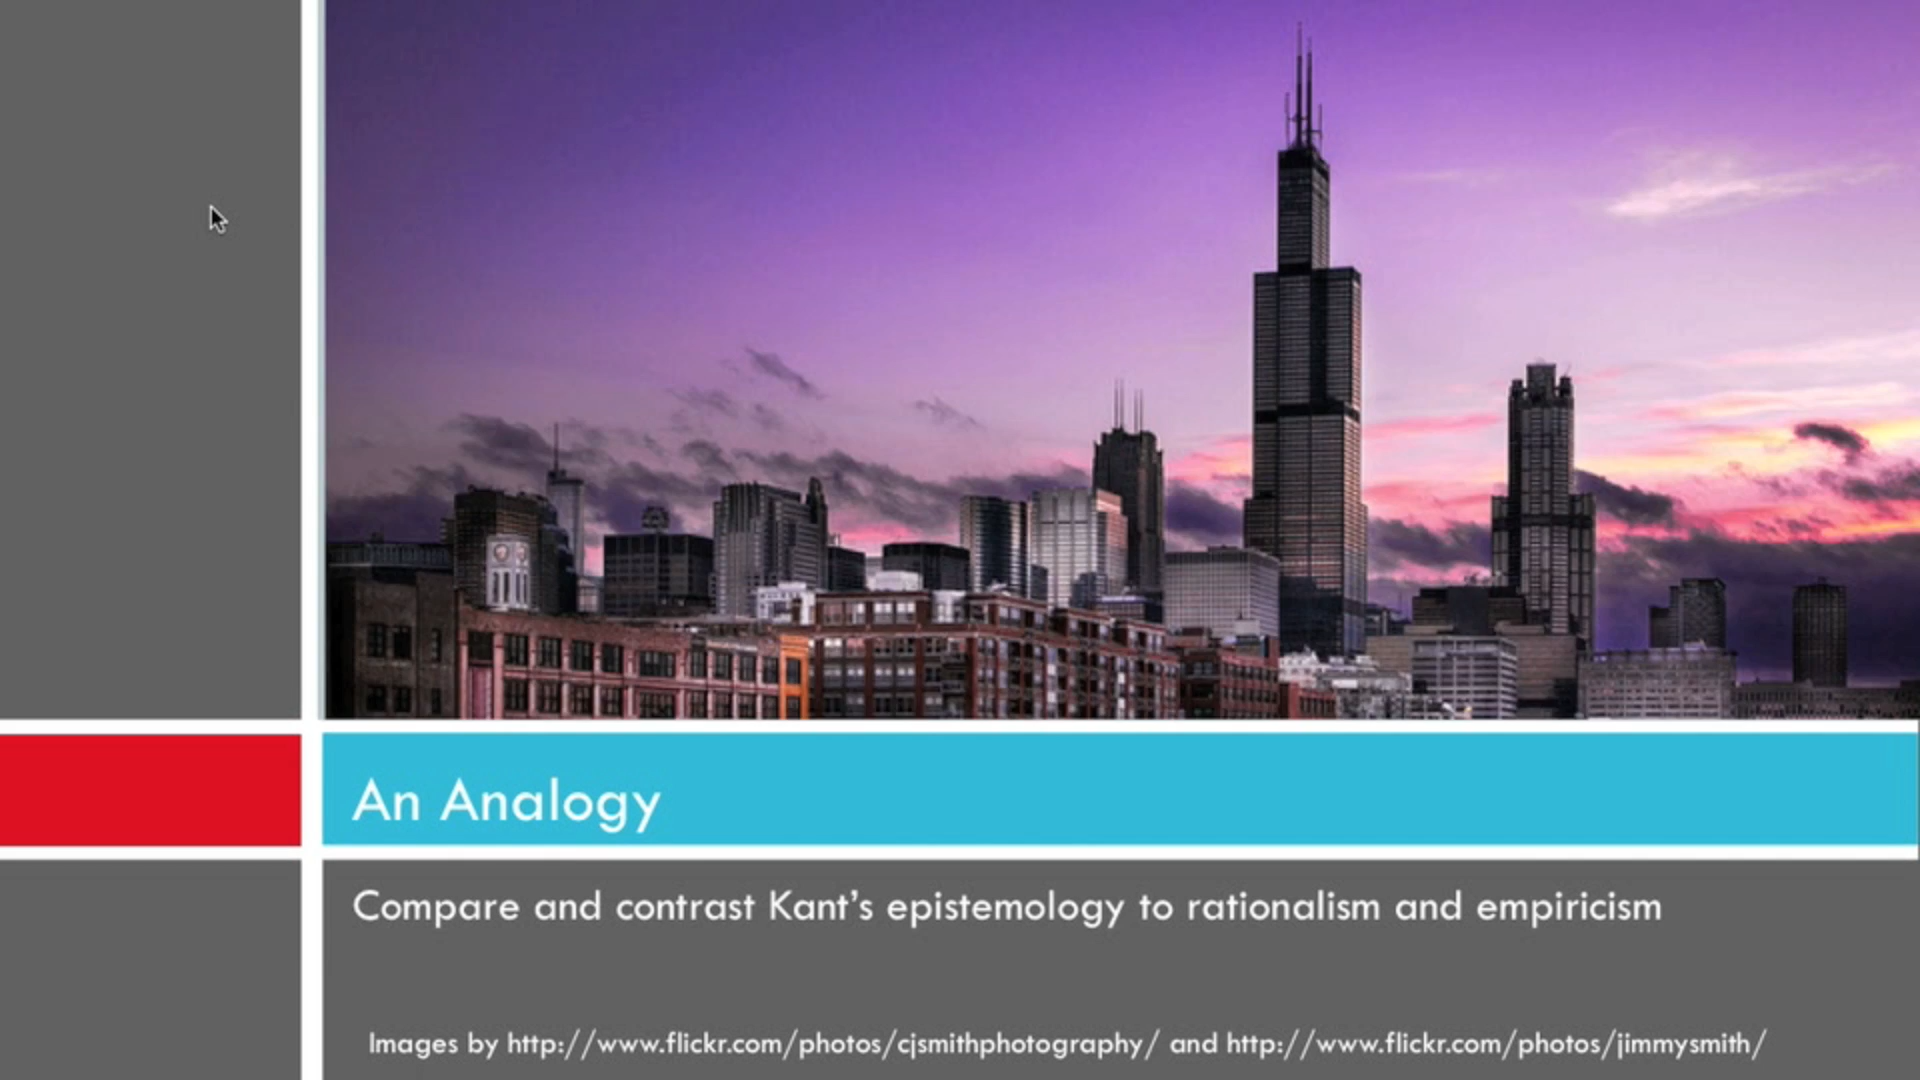 An Analogy
Compare and contrast Kant’s epistemology to rationalism and empiricism
Images by http://www.flickr.com/photos/cjsmithphotography/ and http://www.flickr.com/photos/jimmysmith/